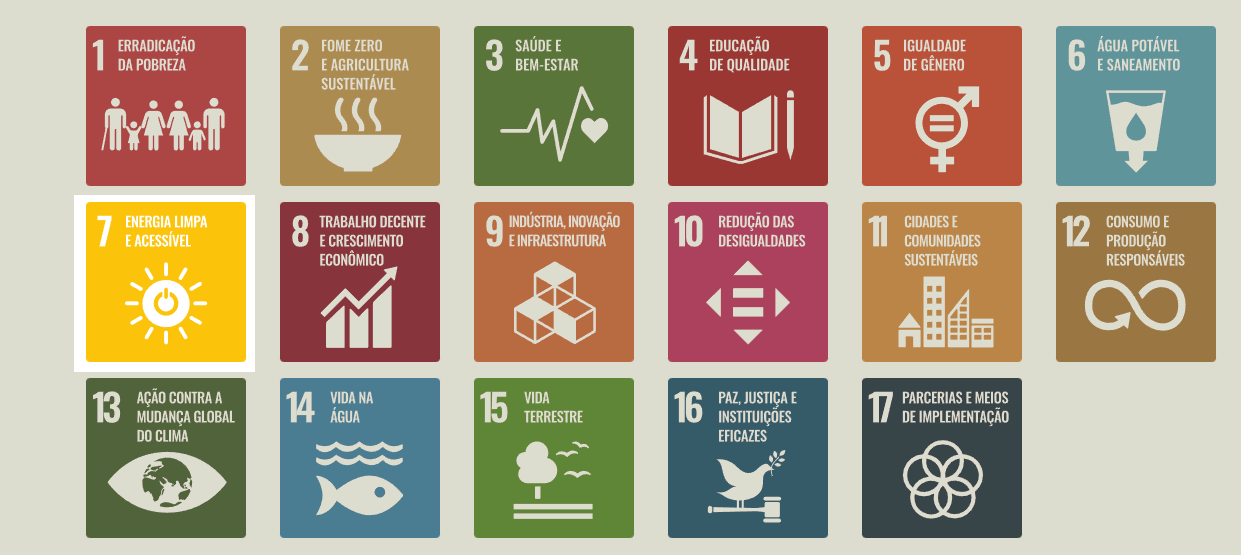 1 ERRADICAÇÃO
DA POBREZA
2 FOME ZERO
E AGRICULTURA
SUSTENTÁVEL
3 SAÚDE E
BEM-ESTAR
4 EDUCAÇÃO
DE QUALIDADE
5 IGUALDADE
DE GÊNERO
6 ÁGUA POTÁVEL
E SANEAMENTO
7 ENERGIA LIMPA
E ACESSÍVEL
8 TRABALHO DECENTE
E CRESCIMENTO
ECONÔMICO
9 INDÚSTRIA, INOVAÇÃO
E INFRAESTRUTURA
10 REDUÇÃO DAS
DESIGUALDADES
11 CIDADES E
COMUNIDADES
SUSTENTÁVEIS
12 CONSUMO E
PRODUÇÃO
RESPONSÁVEIS
13 AÇÃO CONTRA A
MUDANÇA GLOBAL
DO CLIMA
14 VIDA NA
ÁGUA
15 VIDA
TERRESTRE
16 PAZ, JUSTIÇA E
INSTITUIÇÕES
EFICAZES
17 PARCERIAS E MEIOS
DE IMPLEMENTAÇÃO